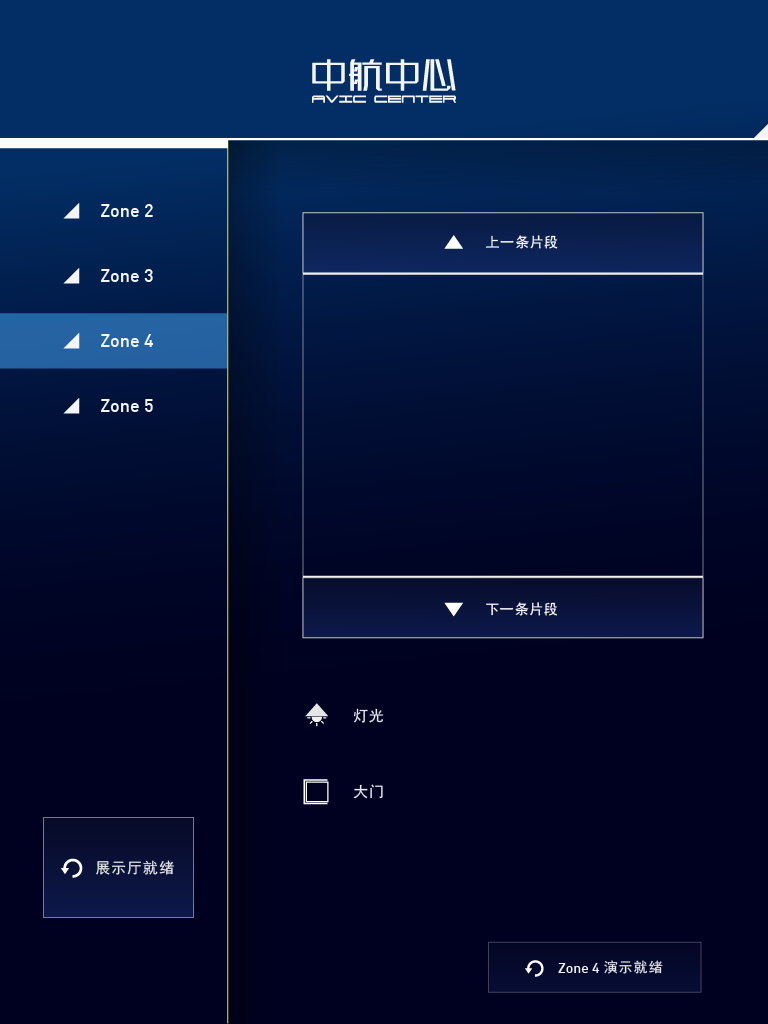 中航中心
AVIC CENTER
Zone 2
Zone 3
Zone 4
Zone 5
上一条片段
下一条片段
灯光
大门
展示厅就绪
Zone 4 演示就绪